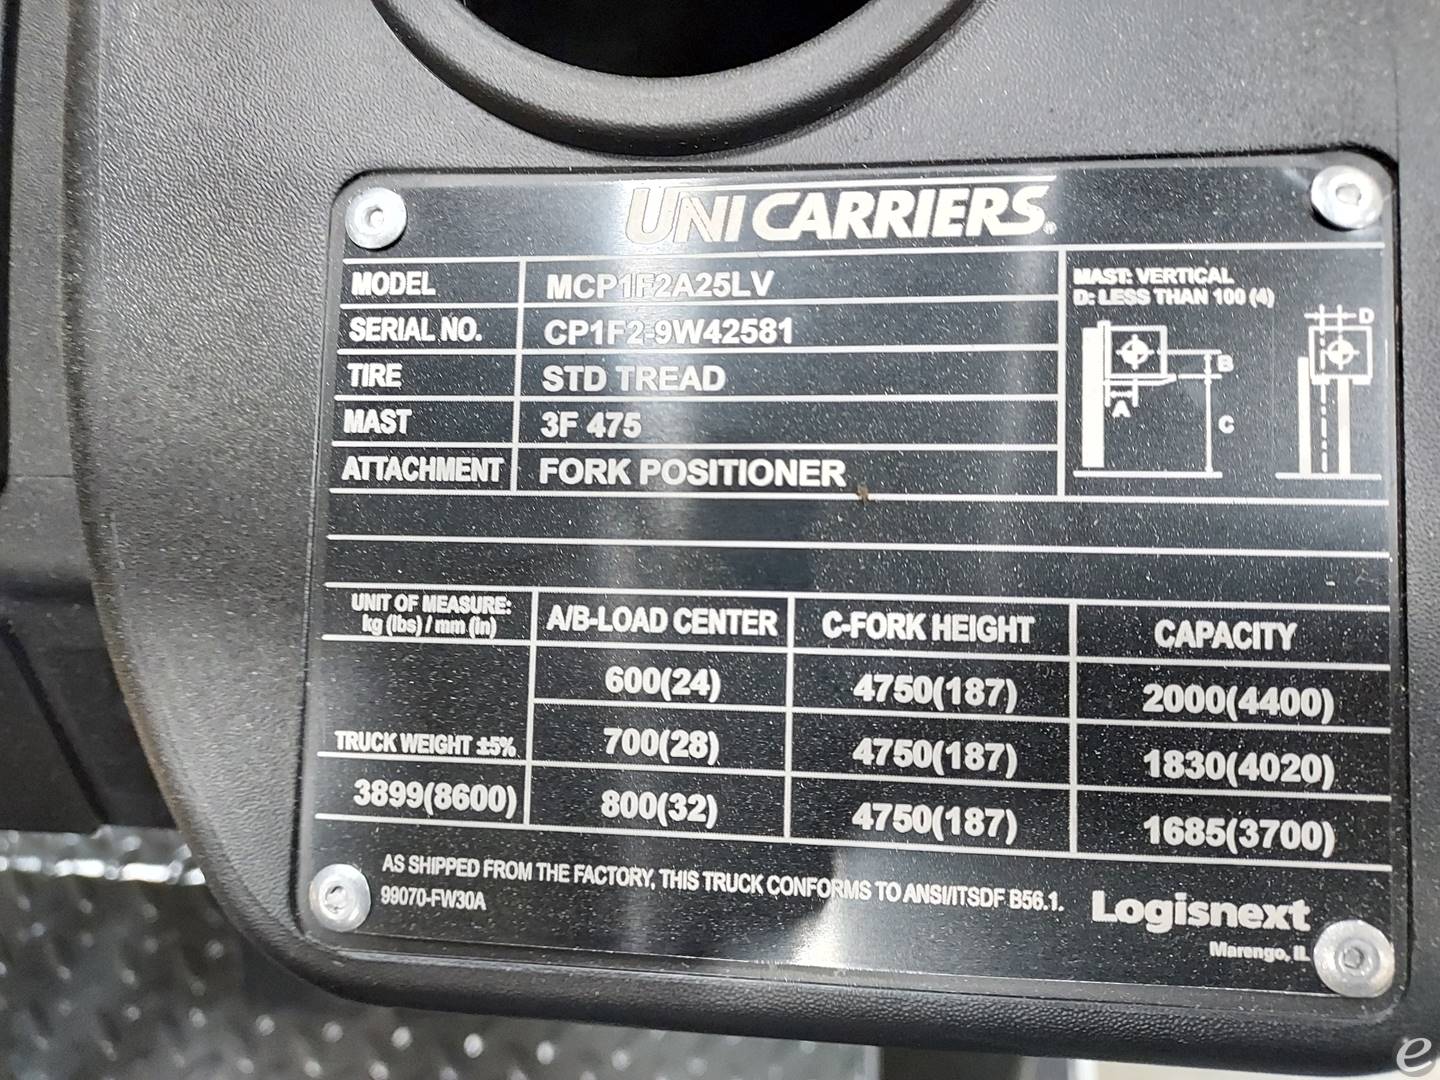 UNICARRIERS®
MODEL MCP1F2A25LV
SERIAL NO. CP1F2-9W42581
TIRE STD TREAD
MAST 3F 475
ATTACHMENT FORK POSITIONER
MAST: VERTICAL
D: LESS THAN 100 (4)
D
B
A
C
UNIT OF MEASURE:
kg (lbs) / mm (in)
A/B-LOAD CENTER C-FORK HEIGHT CAPACITY
600(24) 4750(187) 2000(4400)
TRUCK WEIGHT ±5% 700(28) 4750(187) 1830(4020)
3899(8600) 800(32) 4750(187) 1685(3700)
AS SHIPPED FROM THE FACTORY, THIS TRUCK CONFORMS TO ANSI/ITSDF B56.1.
99070-FW30A
Logisnext
Marengo, IL
e